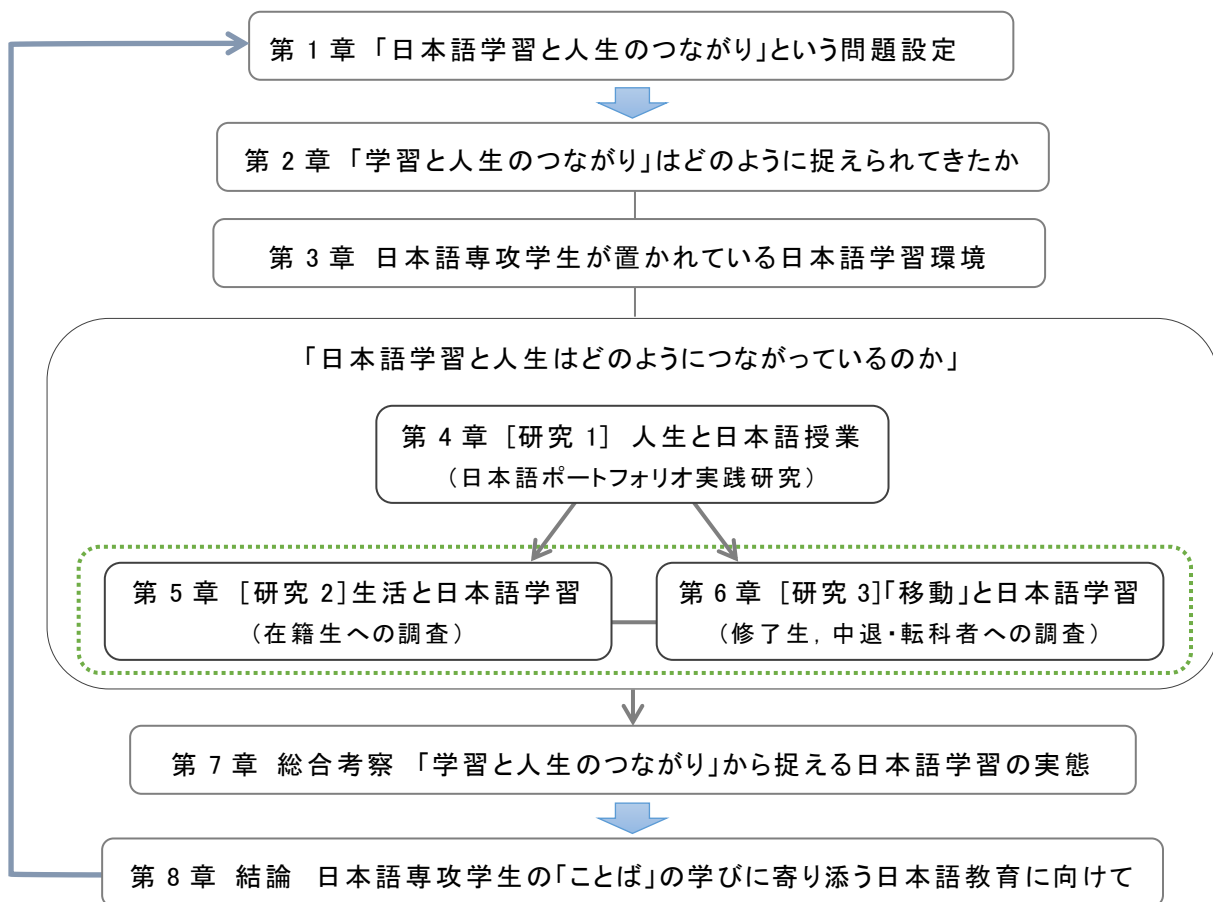 第 1 章 「日本語学習と人生のつながり」という問題設定
第 2 章 「学習と人生のつながり」はどのように捉えられてきたか
第 3 章 日本語専攻学生が置かれている日本語学習環境
「日本語学習と人生はどのようにつながっているのか」
第 4 章 [研究 1] 人生と日本語授業
（日本語ポートフォリオ実践研究）
第 5 章 [研究 2]生活と日本語学習
（在籍生への調査）
第 6 章 [研究 3]「移動」と日本語学習
（修了生, 中退・転科者への調査）
第 7 章 総合考察 「学習と人生のつながり」から捉える日本語学習の実態
第 8 章 結論 日本語専攻学生の「ことば」の学びに寄り添う日本語教育に向けて